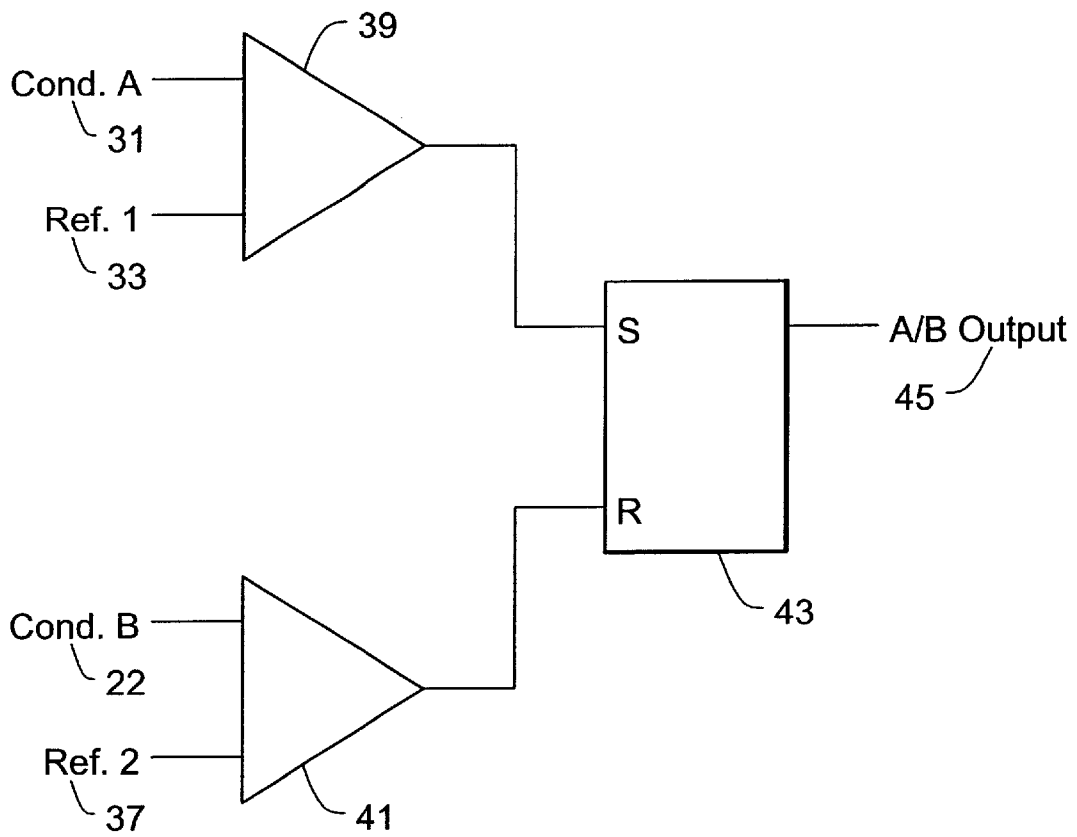 39
Cond. A
31
Ref. 1
33
S
A/B Output
45
R
43
Cond. B
22
Ref. 2
37
41